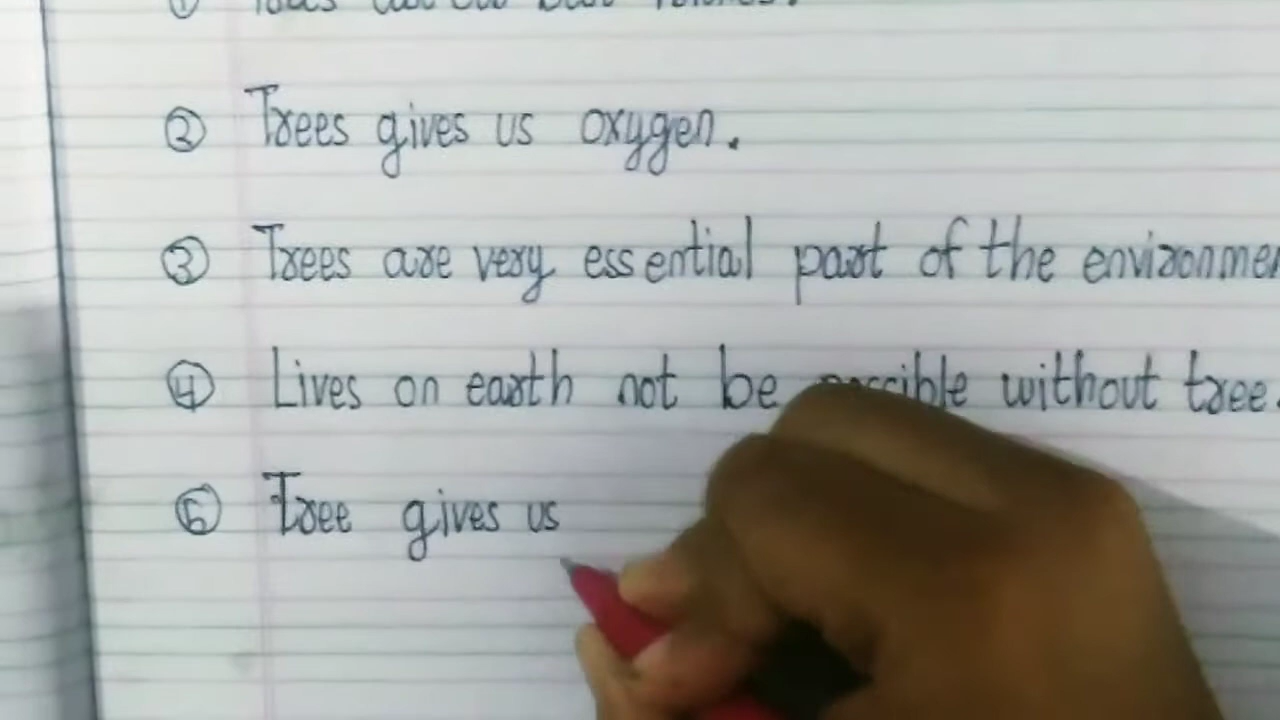 ② Trees gives us oxygen.
③ Trees are very essential part of the environmen
④ Lives on earth not be possible without tree.
⑤ Tree gives us